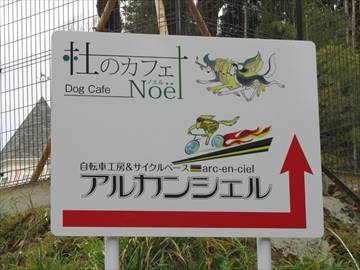 杜のカフェ
ノエル
Dog Cafe Noël
自転車工房&サイクルベース arc-en-ciel
アルカンシェル